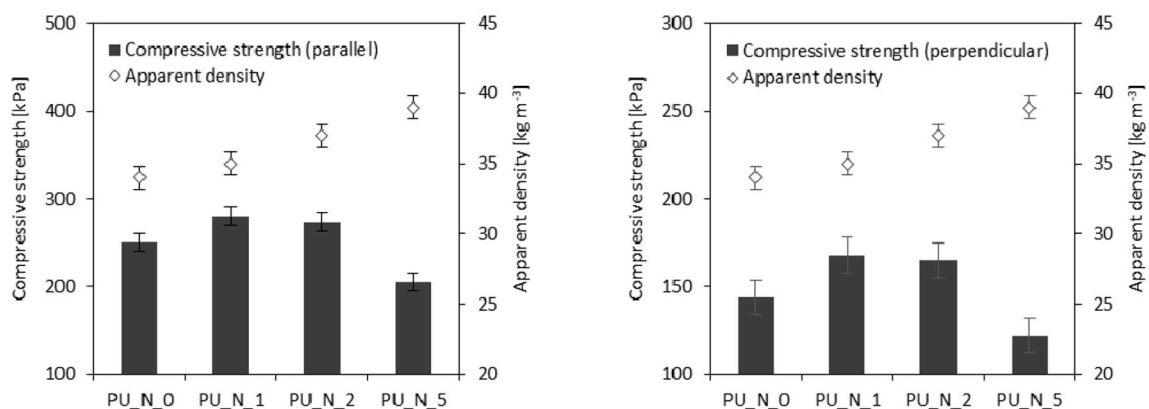 500
400
300
200
100
Compressive strength [kPa]
Compressive strength (parallel)
Apparent density
45
40
35
30
25
20
Apparent density [kg m⁻³]
PU_N_0 PU_N_1 PU_N_2 PU_N_5
300
250
200
150
100
Compressive strength [kPa]
Compressive strength (perpendicular)
Apparent density
45
40
35
30
25
20
Apparent density [kg m⁻³]
PU_N_0 PU_N_1 PU_N_2 PU_N_5